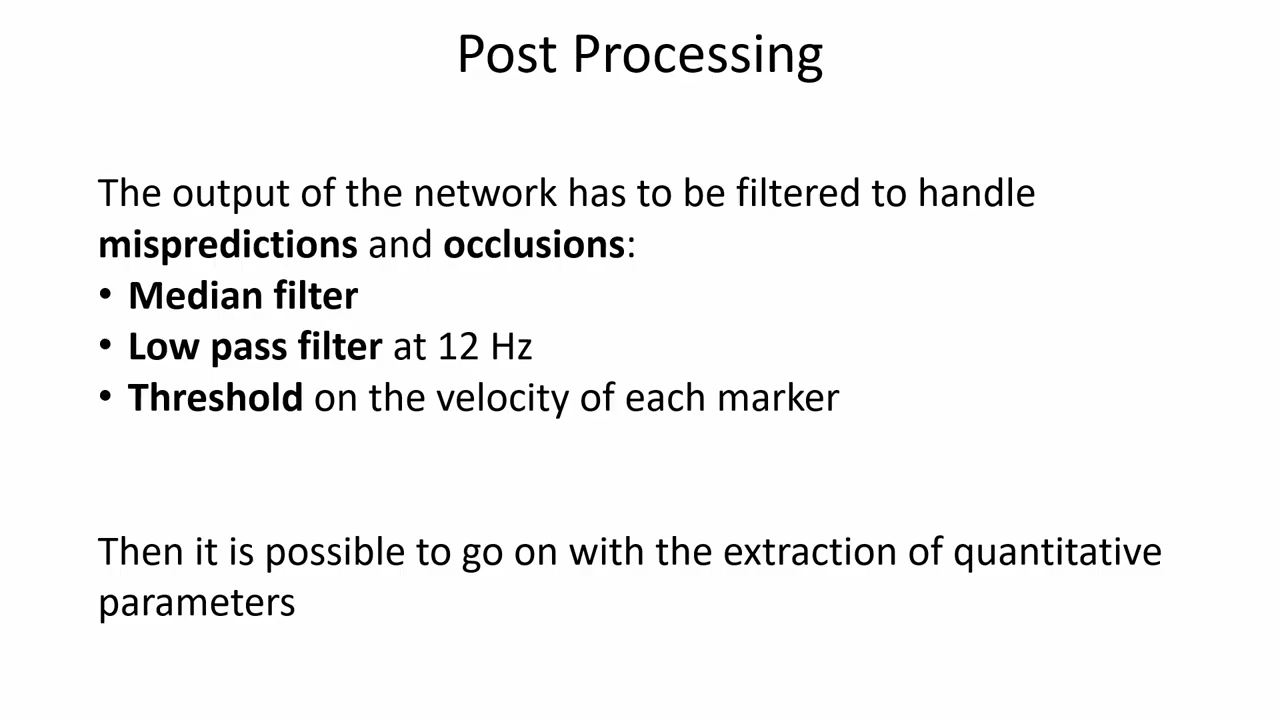 Post Processing
The output of the network has to be filtered to handle
mispredictions and occlusions:
• Median filter
• Low pass filter at 12 Hz
• Threshold on the velocity of each marker
Then it is possible to go on with the extraction of quantitative
parameters